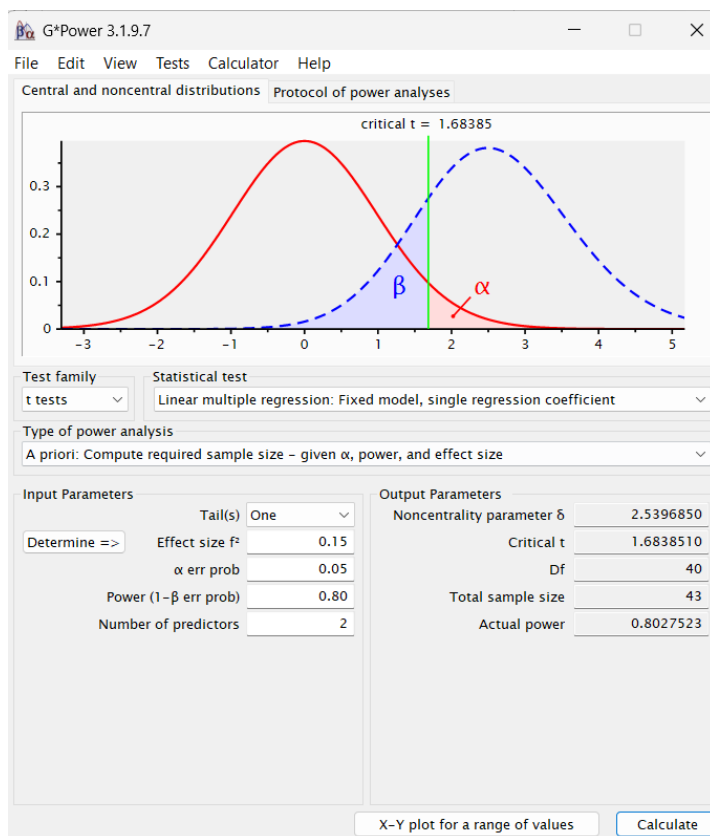 βα G*Power 3.1.9.7
File Edit View Tests Calculator Help
Central and noncentral distributions Protocol of power analyses
critical t = 1.68385
0.3
0.2
0.1
0
β α
-3 -2 -1 0 1 2 3 4 5
Test family Statistical test
t tests Linear multiple regression: Fixed model, single regression coefficient
Type of power analysis
A priori: Compute required sample size – given α, power, and effect size
Input Parameters Output Parameters
Tail(s) One Noncentrality parameter δ 2.5396850
Determine => Effect size f² 0.15 Critical t 1.6838510
α err prob 0.05 Df 40
Power (1-β err prob) 0.80 Total sample size 43
Number of predictors 2 Actual power 0.8027523
X-Y plot for a range of values Calculate